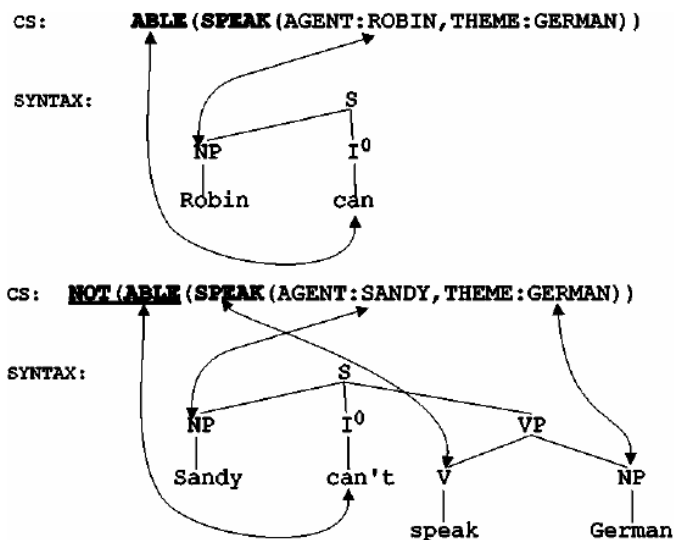 CS: ABLE(SPEAK(AGENT:ROBIN,THEME:GERMAN))
SYNTAX:
S
NP I⁰
Robin can
CS: NOT(ABLE(SPEAK(AGENT:SANDY,THEME:GERMAN))
SYNTAX:
S
NP I⁰ VP
Sandy can't V NP
speak German